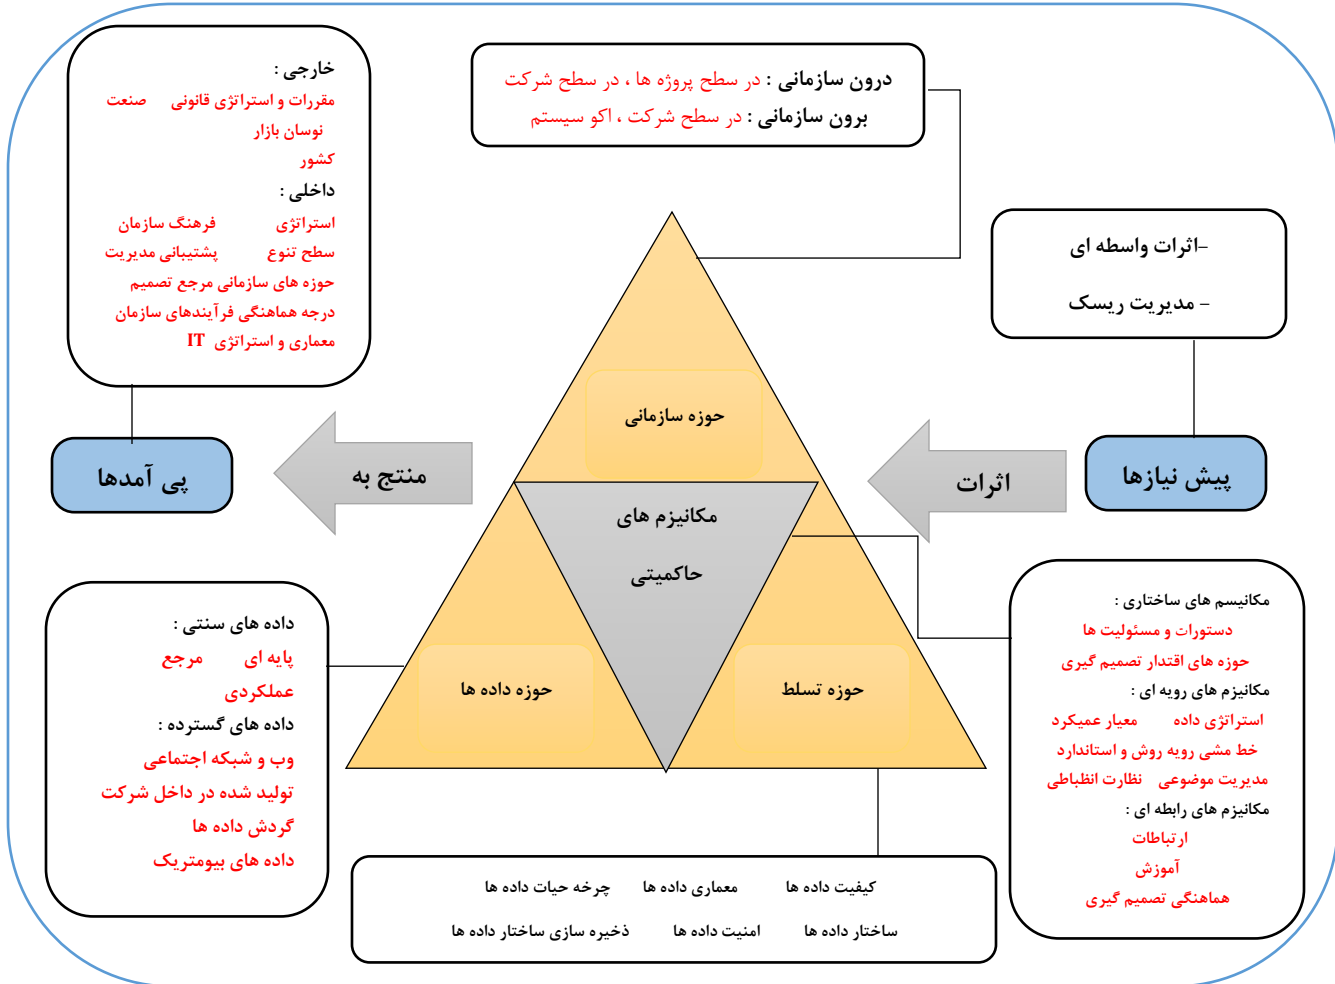 درون سازمانی : در سطح پروژه ها ، در سطح شرکت
برون سازمانی : در سطح شرکت ، اکو سیستم
-اثرات واسطه ای
- مدیریت ریسک
پیش نیازها
اثرات
مکانیسم های ساختاری :
دستورات و مسئولیت ها
حوزه های اقتدار تصمیم گیری
مکانیزم های رویه ای :
استراتژی داده معیار عمیکرد
خط مشی رویه روش و استاندارد
مدیریت موضوعی نظارت انظباطی
مکانیزم های رابطه ای :
ارتباطات
آموزش
هماهنگی تصمیم گیری
حوزه سازمانی
مکانیزم های
حاکمیتی
حوزه تسلط
حوزه داده ها
کیفیت داده ها معماری داده ها چرخه حیات داده ها
ساختار داده ها امنیت داده ها ذخیره سازی ساختار داده ها
منتج به
پی آمدها
خارجی :
مقررات و استراتژی قانونی صنعت
نوسان بازار
کشور
داخلی :
استراتژی فرهنگ سازمان
سطح تنوع پشتیبانی مدیریت
حوزه های سازمانی مرجع تصمیم
درجه هماهنگی فرآیندهای سازمان
معماری و استراتژی IT
داده های سنتی :
پایه ای مرجع
عملکردی
داده های گسترده :
وب و شبکه اجتماعی
تولید شده در داخل شرکت
گردش داده ها
داده های بیومتریک